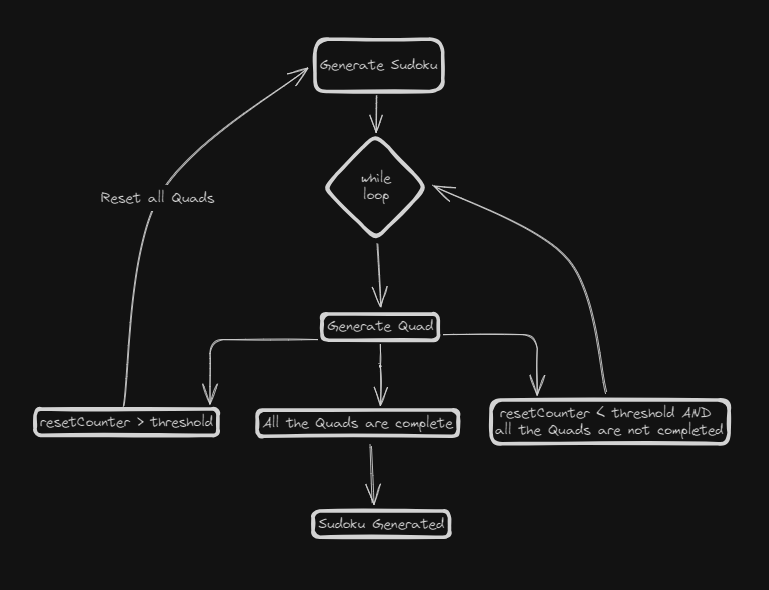 Generate Sudoku
while
loop
Reset all Quads
Generate Quad
resetCounter > threshold
All the Quads are complete
resetCounter < threshold AND
all the Quads are not completed
Sudoku Generated